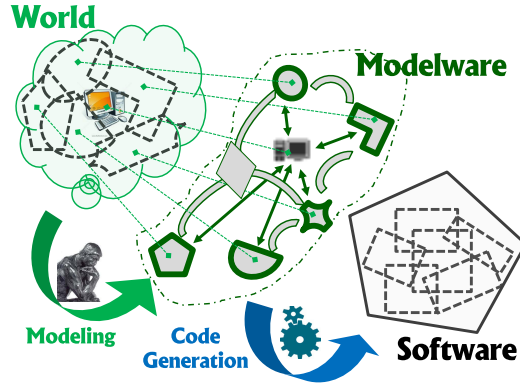 World
Modelware
Modeling
Code
Generation
Software